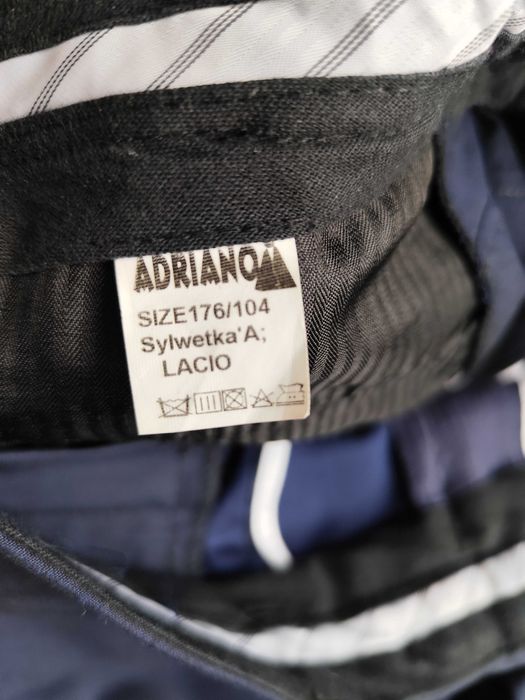 ADRIANO
SIZE176/104
Sylwetka'A;
LACIO